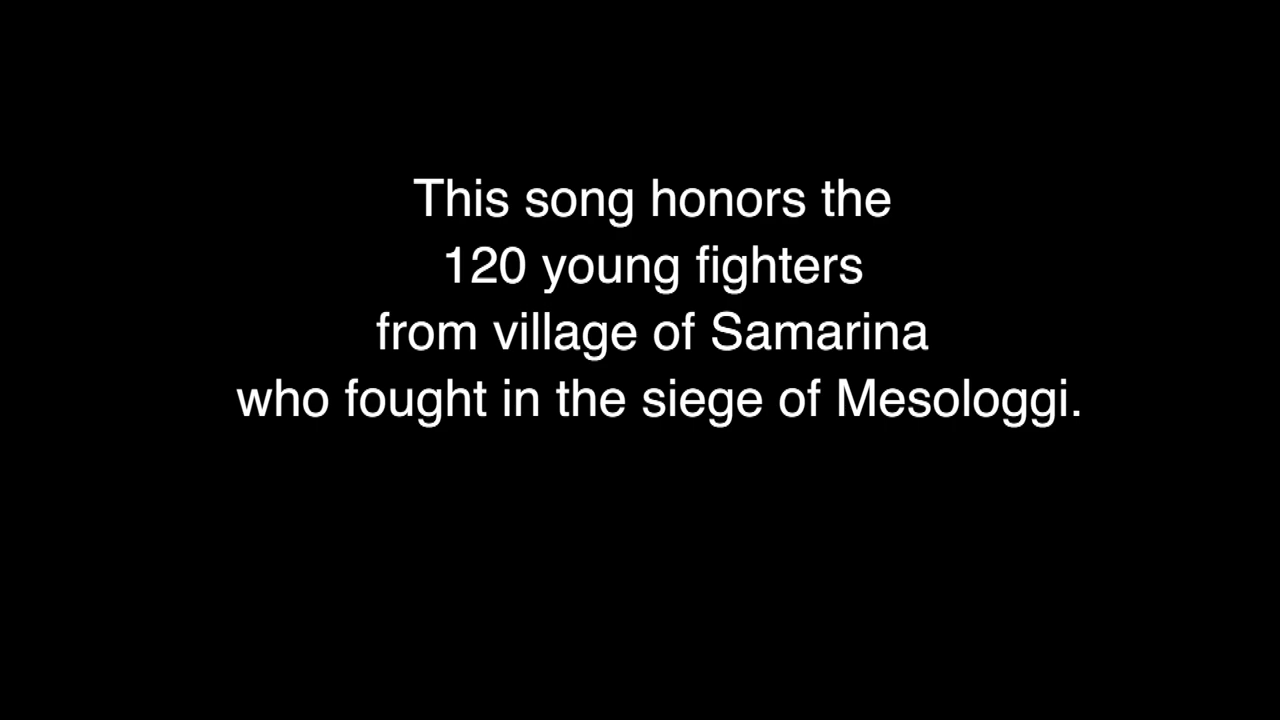 This song honors the
120 young fighters
from village of Samarina
who fought in the siege of Mesologgi.